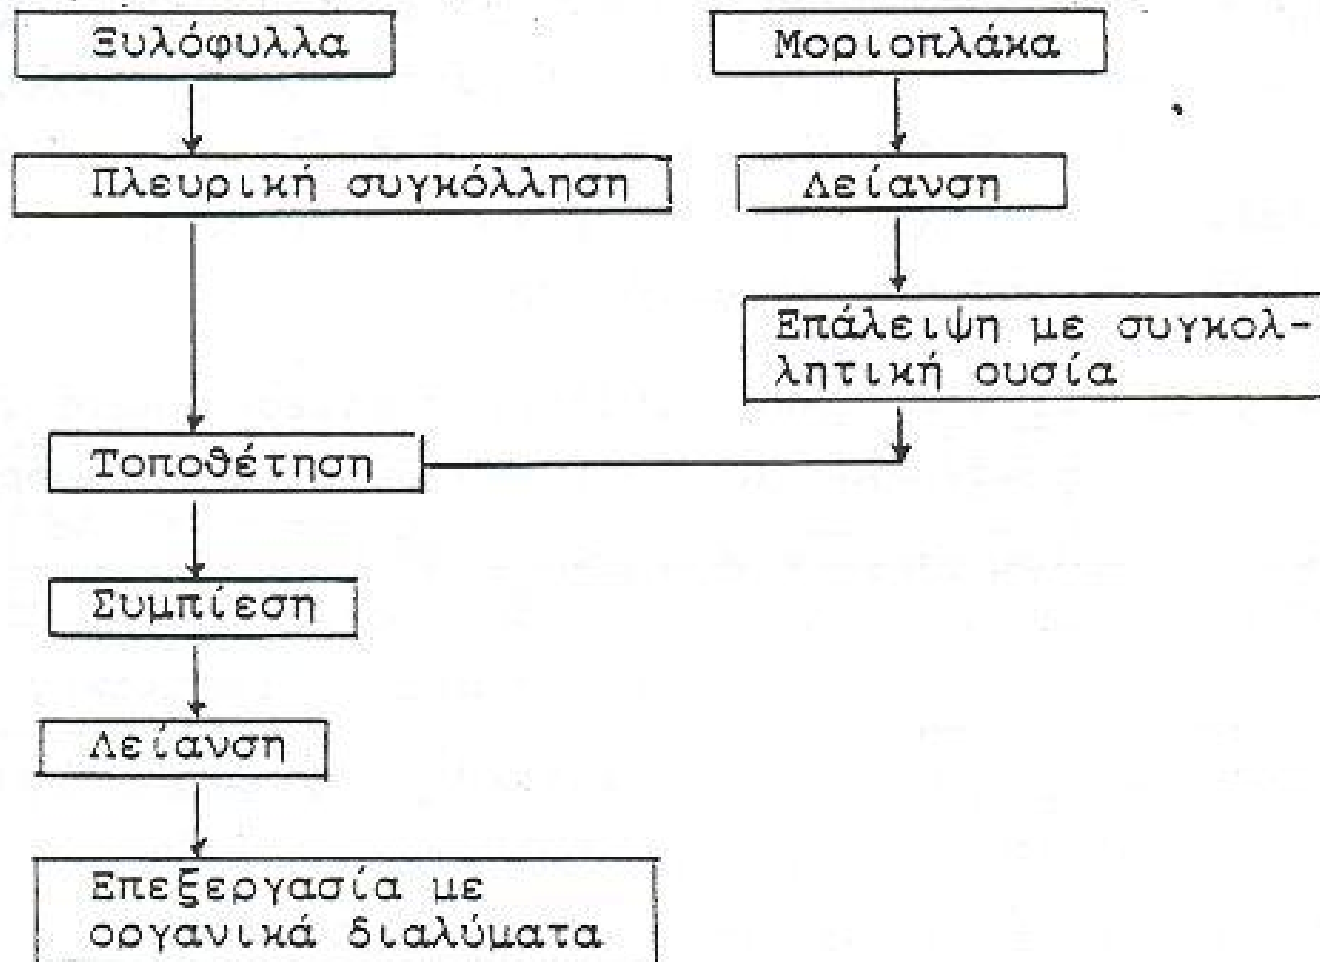 Ξυλόφυλλα
Μοριοπλάκα
Πλευρική συγκόλληση
Λείανση
Επάλειψη με συγκολ-
λητική ουσία
Τοποθέτηση
Συμπίεση
Λείανση
Επεξεργασία με
οργανικά διαλύματα